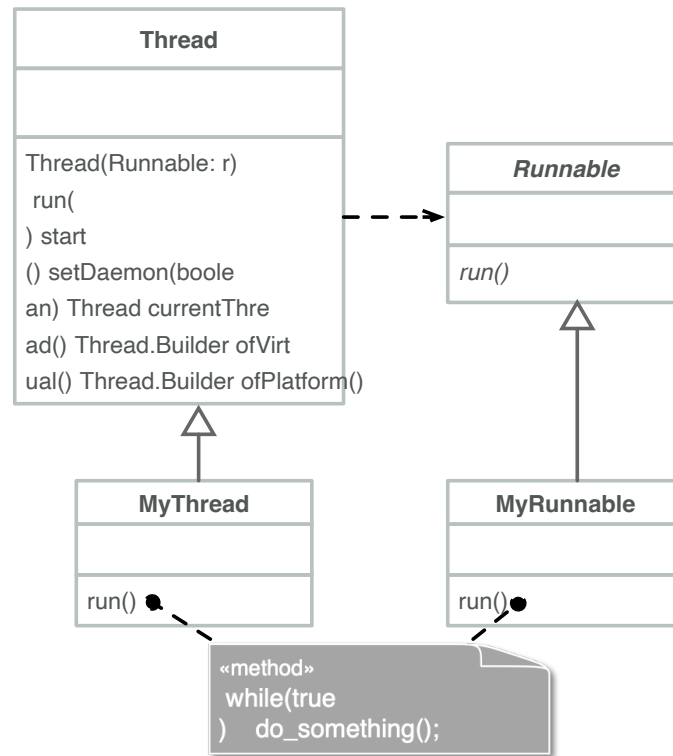 Thread
Thread(Runnable: r)
run(
) start
() setDaemon(boole
an) Thread currentThre
ad() Thread.Builder ofVirt
ual() Thread.Builder ofPlatform()
Runnable
run()
MyThread
run()
MyRunnable
run()
«method»
while(true
) do_something();